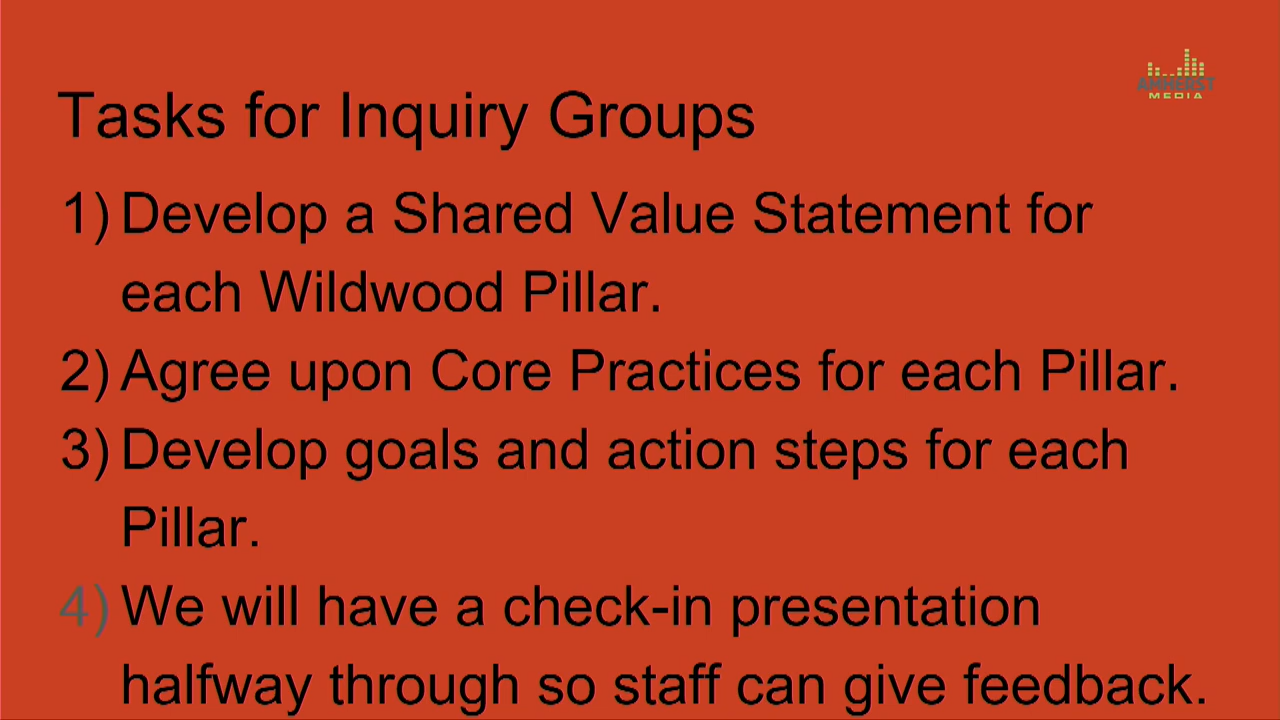 AMHERST
MEDIA
Tasks for Inquiry Groups
1) Develop a Shared Value Statement for
each Wildwood Pillar.
2) Agree upon Core Practices for each Pillar.
3) Develop goals and action steps for each
Pillar.
4) We will have a check-in presentation
halfway through so staff can give feedback.